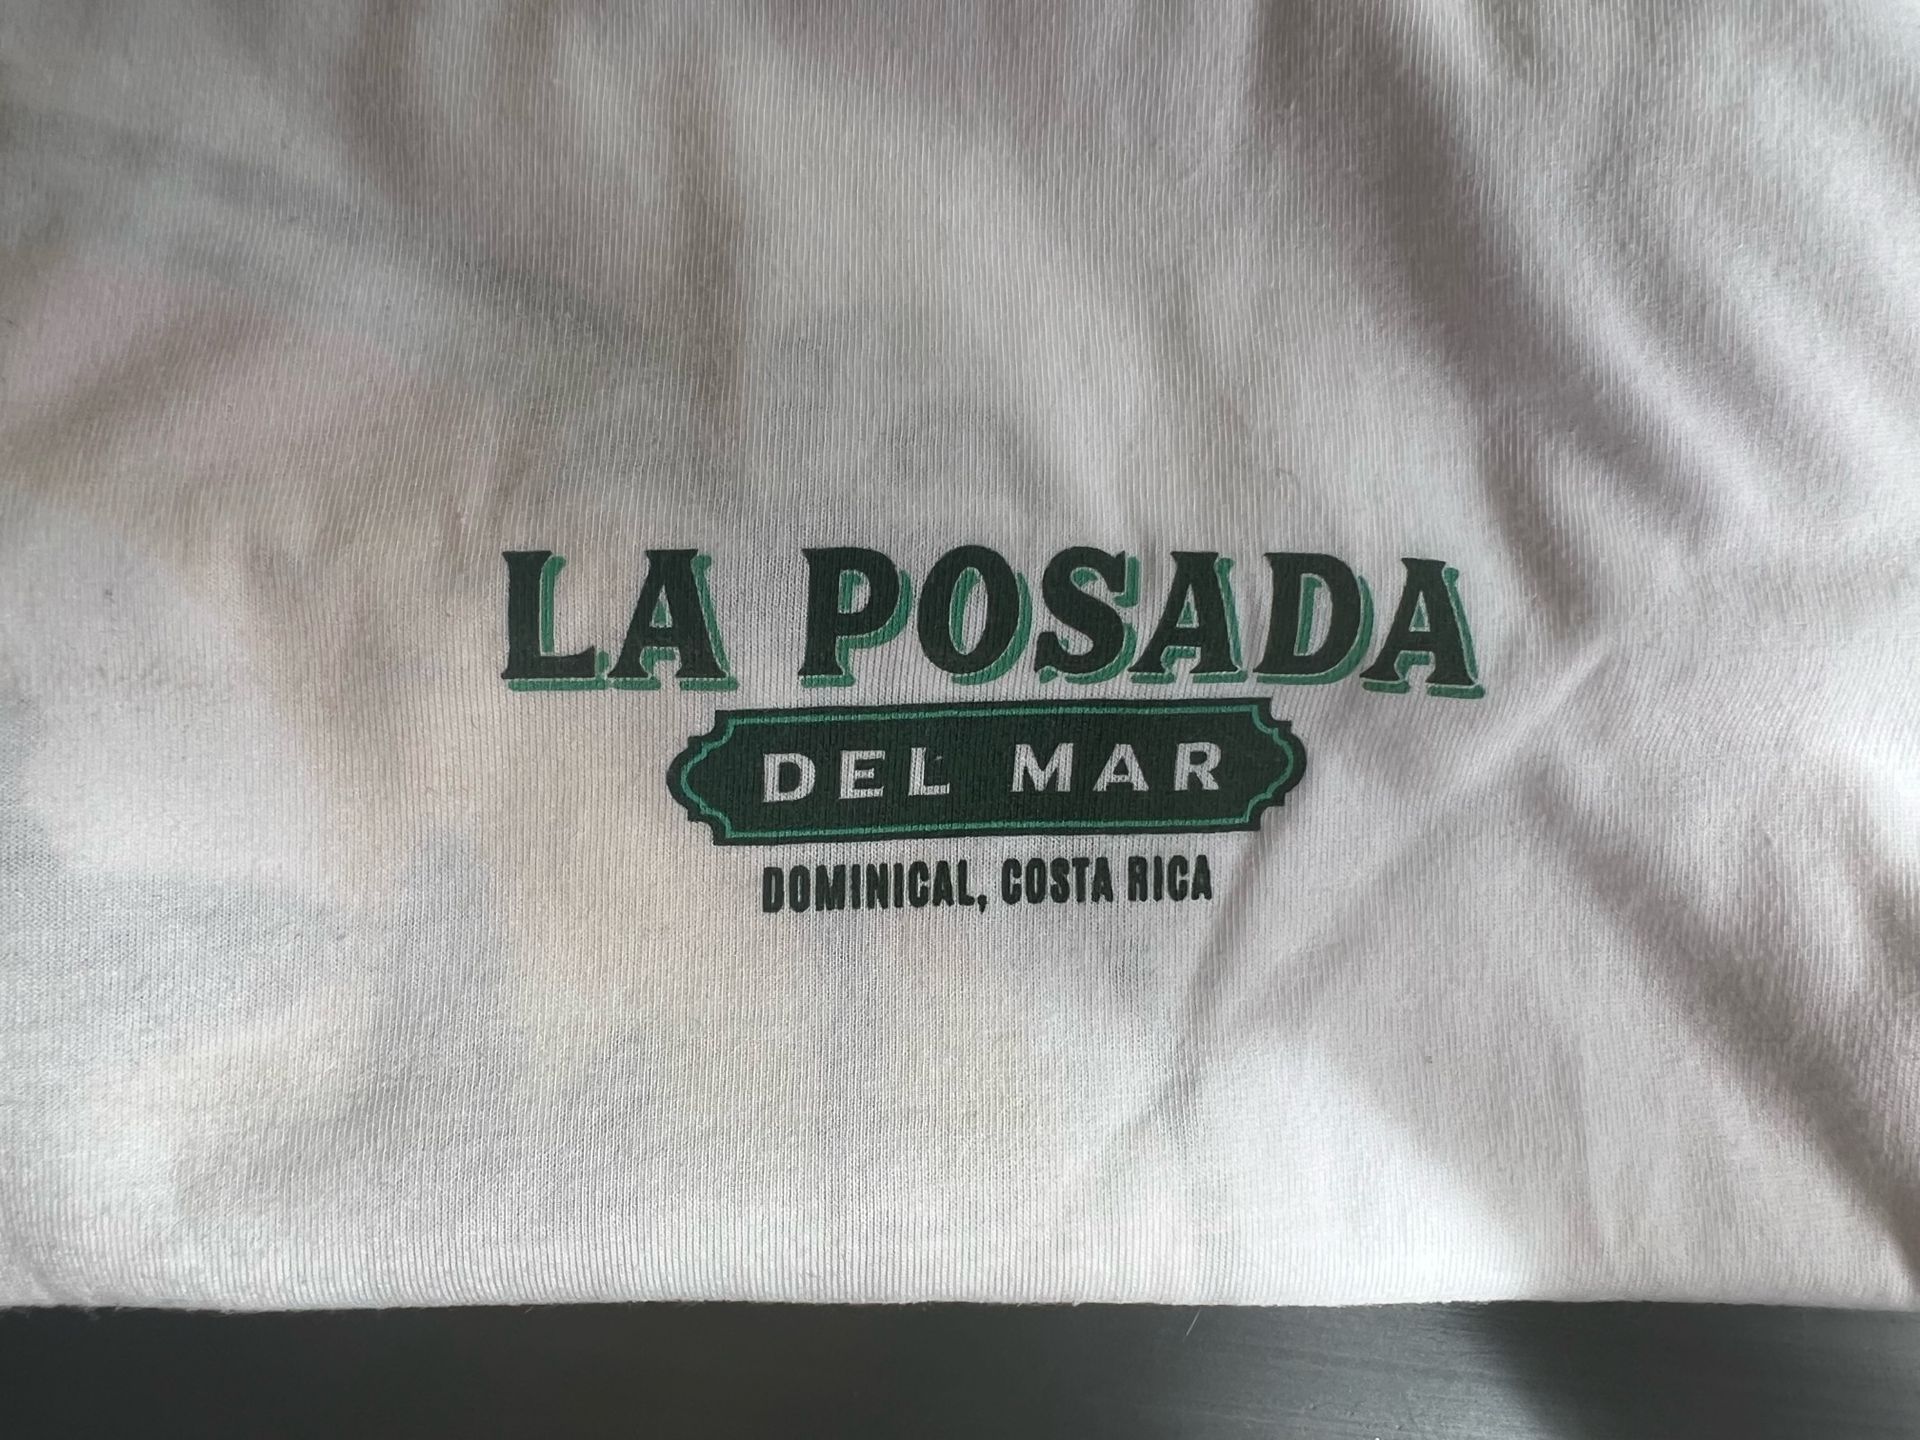 LA POSADA
DEL MAR
DOMINICAL, COSTA RICA